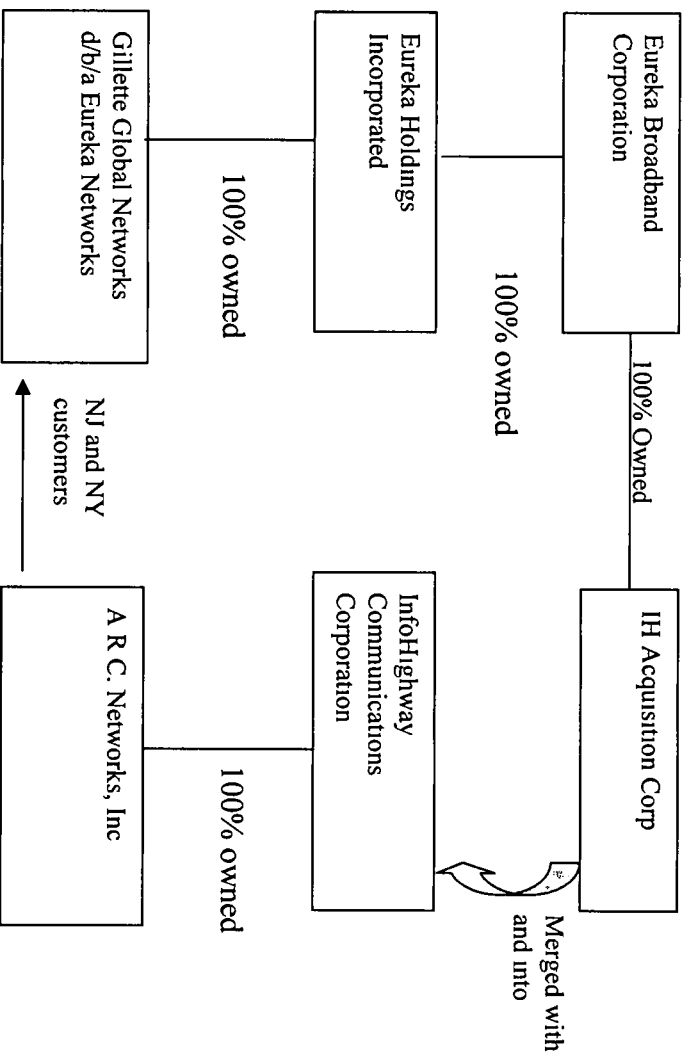 Eureka Broadband
Corporation
100% Owned
IH Acquisition Corp
100% owned
Merged with
and into
Eureka Holdings
Incorporated
InfoHighway
Communications
Corporation
100% owned
100% owned
Gillette Global Networks
d/b/a Eureka Networks
NJ and NY
customers
A R C. Networks, Inc